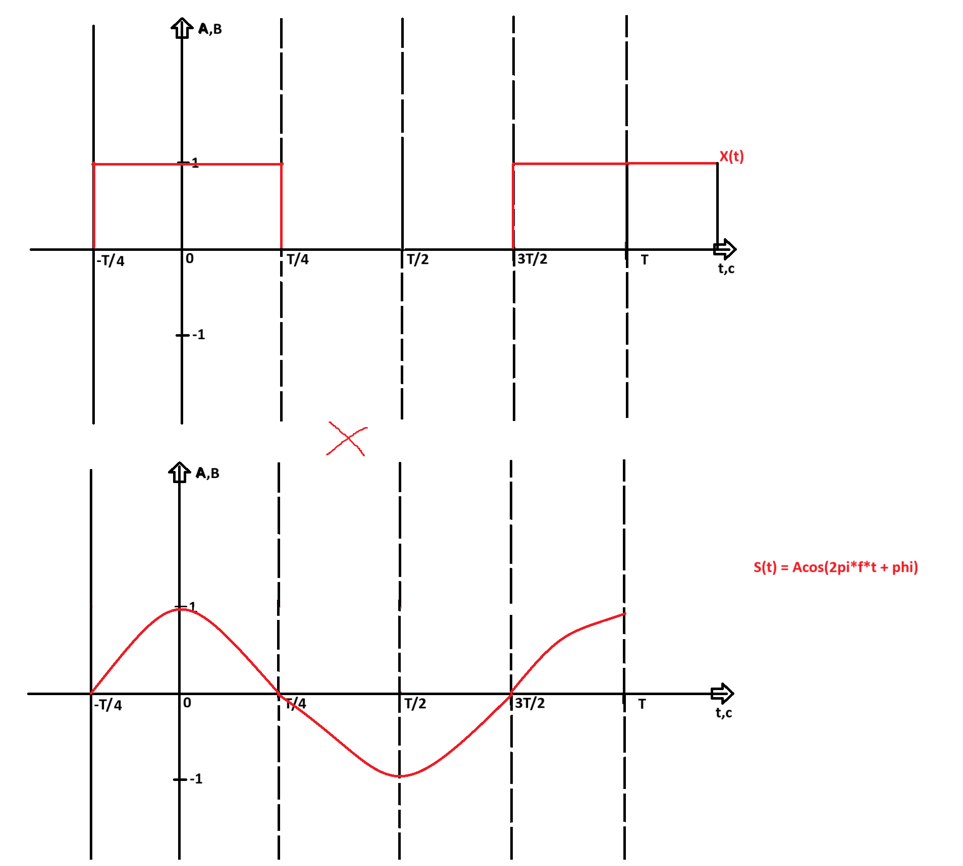 A,B
1
X(t)
-T/4
0
T/4
T/2
3T/2
T
t,c
-1
A,B
S(t) = Acos(2pi*f*t + phi)
1
-T/4
0
T/4
T/2
3T/2
T
t,c
-1